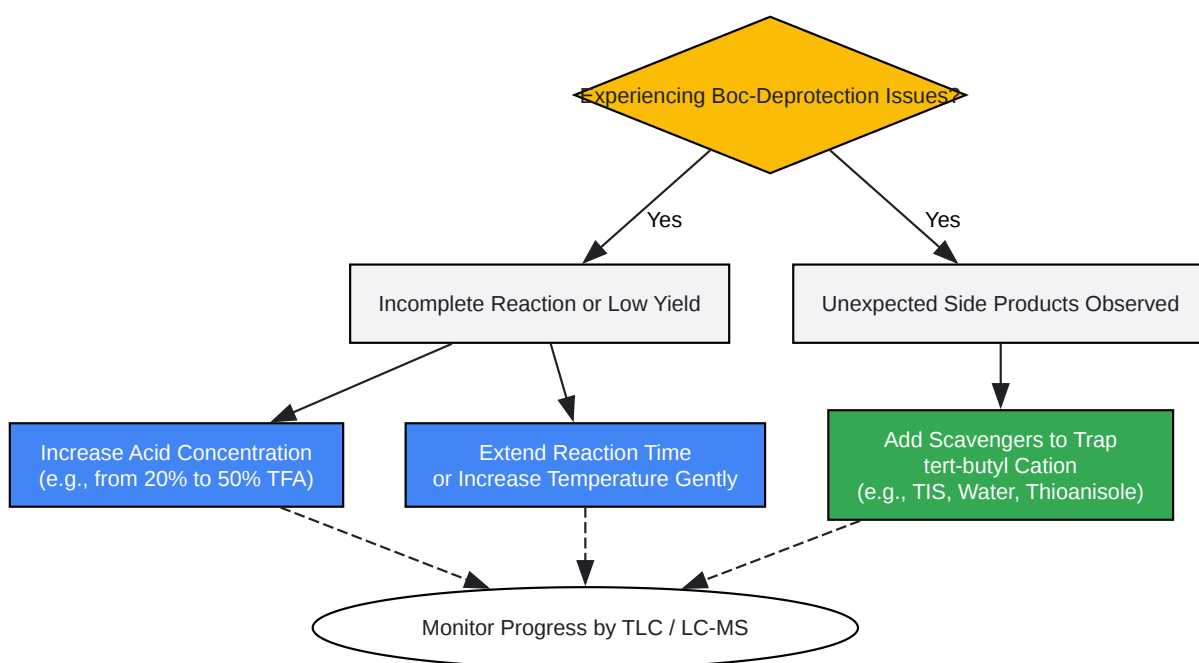 Experiencing Boc-Deprotection Issues?
Yes
Yes
Incomplete Reaction or Low Yield
Unexpected Side Products Observed
Increase Acid Concentration
(e.g., from 20% to 50% TFA)
Extend Reaction Time
or Increase Temperature Gently
Add Scavengers to Trap
tert-butyl Cation
(e.g., TIS, Water, Thioanisole)
Monitor Progress by TLC / LC-MS